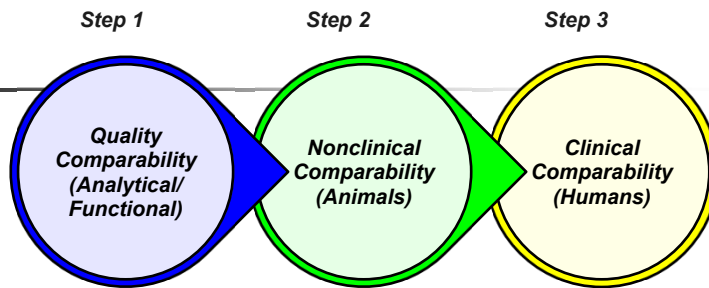 Step 1
Step 2
Step 3
Quality
Comparability
(Analytical/
Functional)
Nonclinical
Comparability
(Animals)
Clinical
Comparability
(Humans)